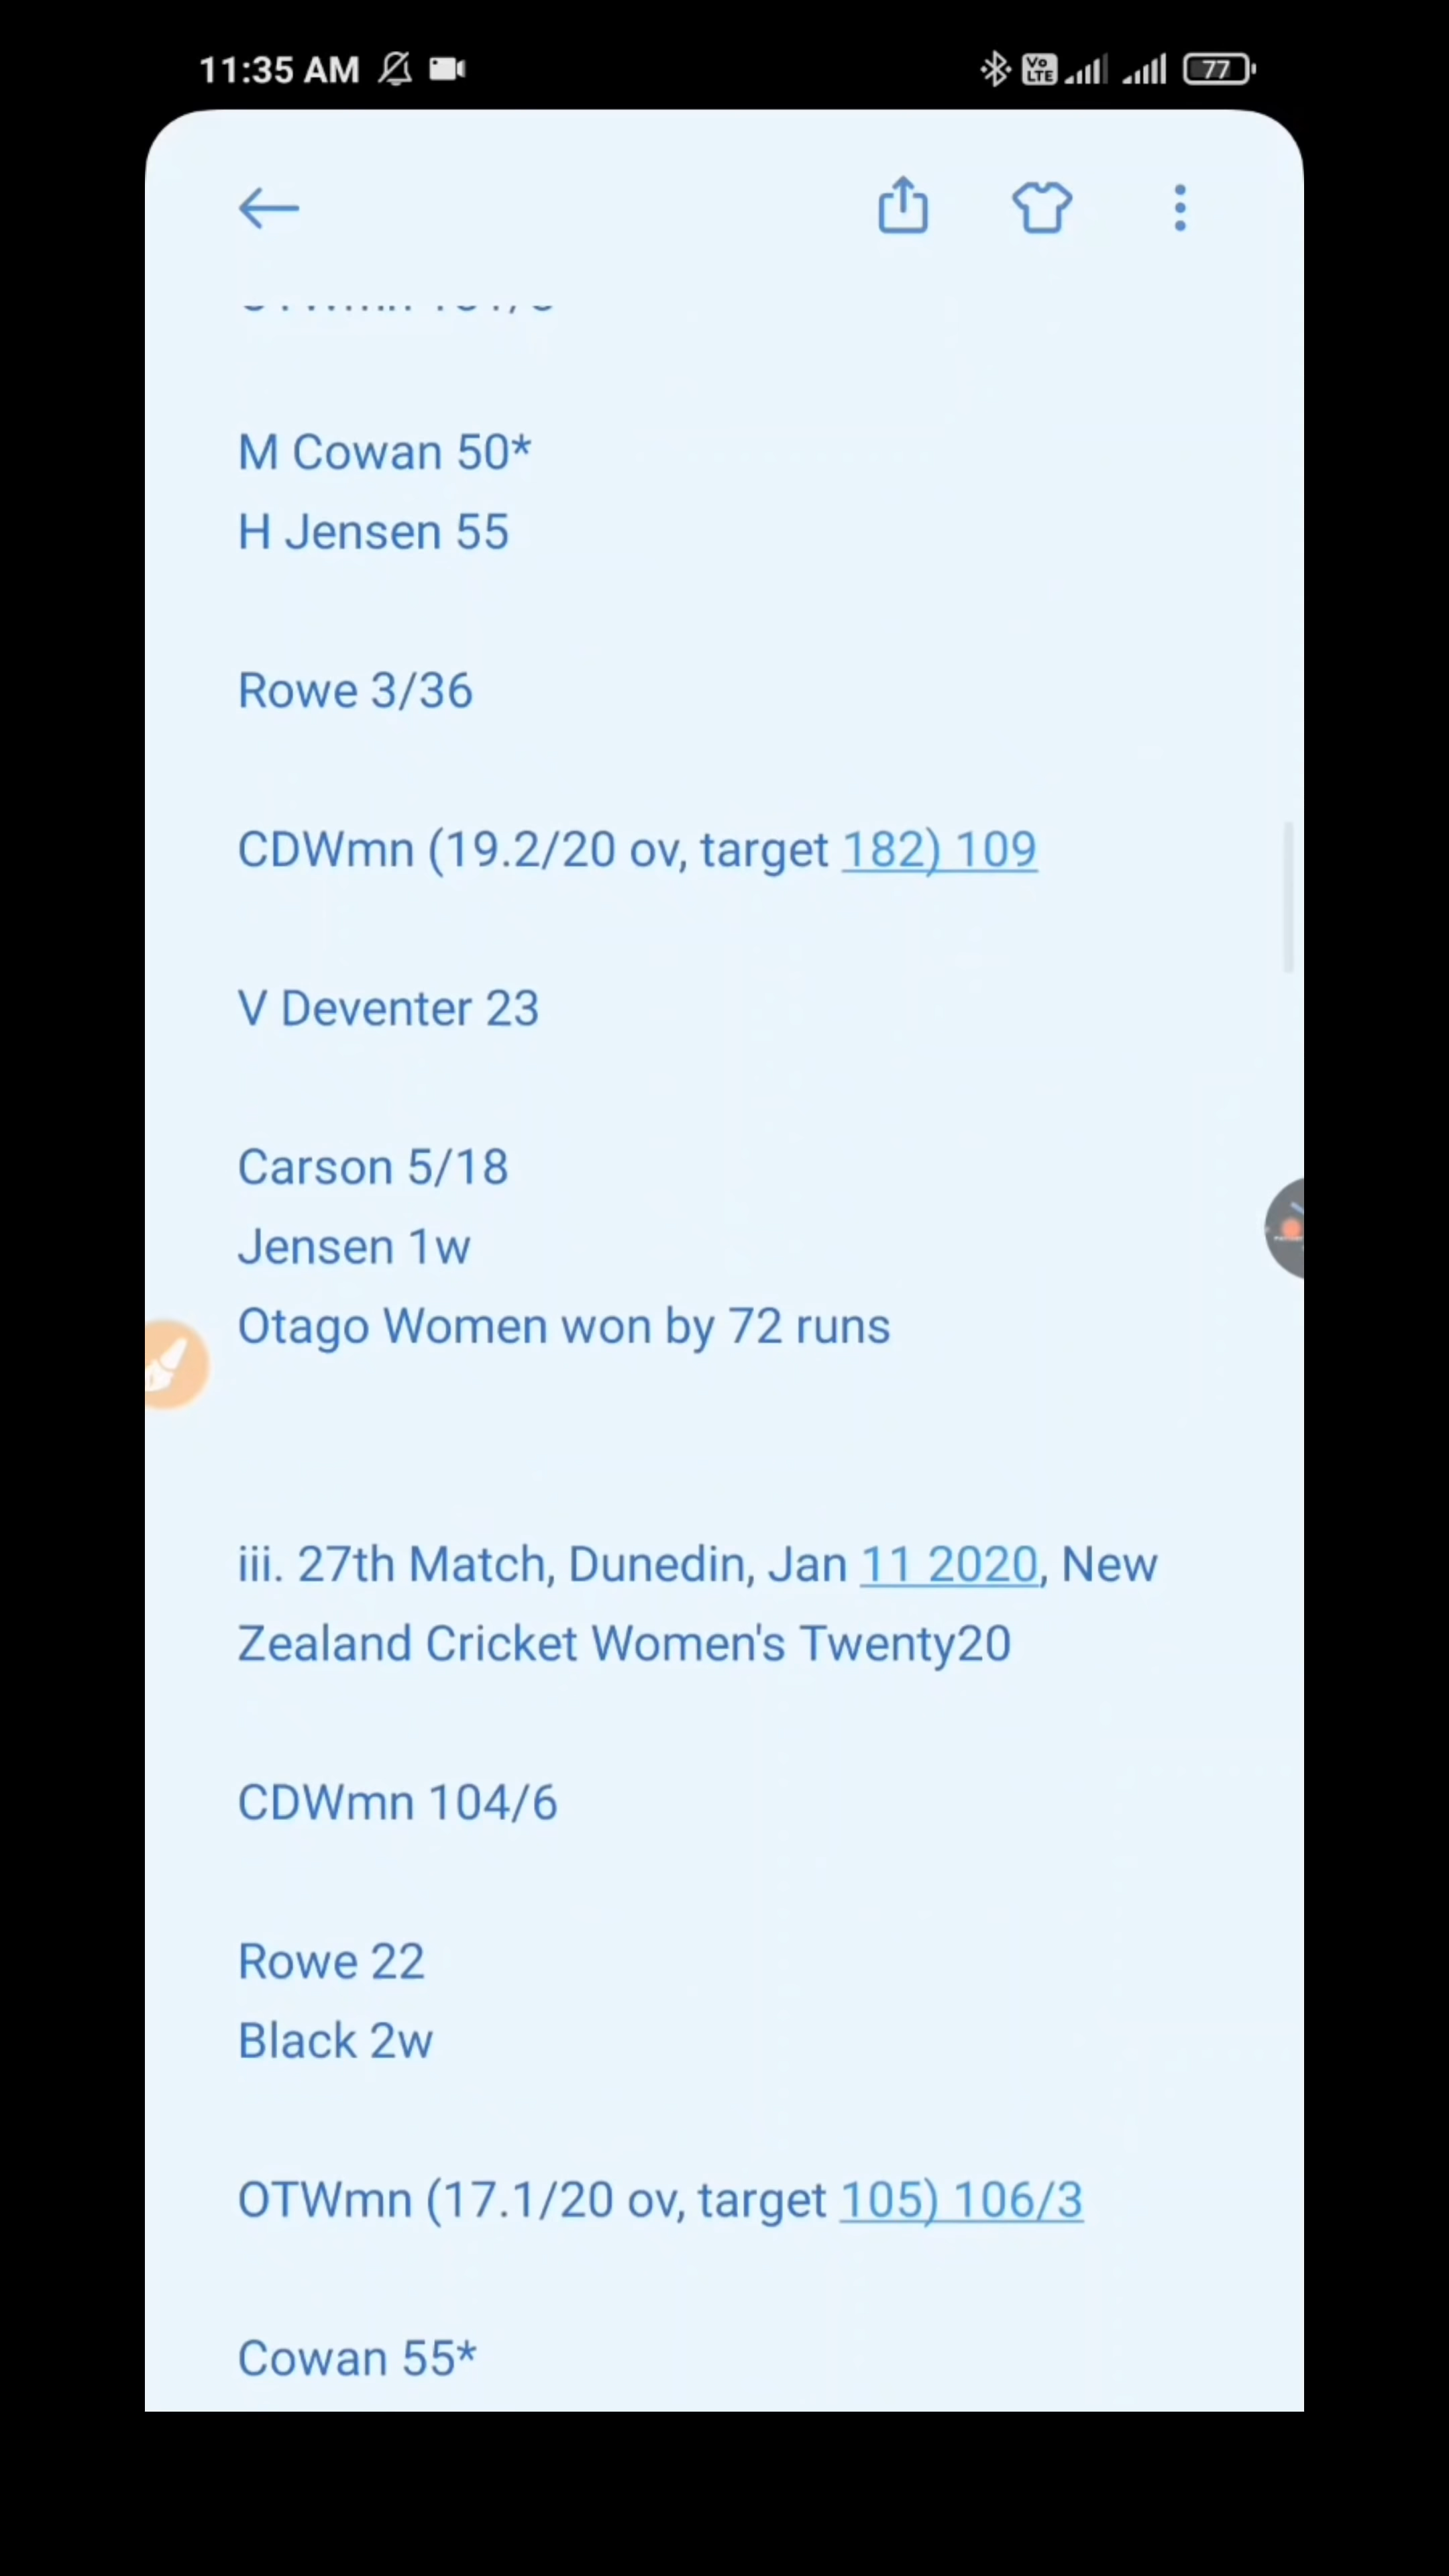 11:35 AM
Vo LTE
77
M Cowan 50*
H Jensen 55
Rowe 3/36
CDWmn (19.2/20 ov, target 182) 109
V Deventer 23
Carson 5/18
Jensen 1w
Otago Women won by 72 runs
iii. 27th Match, Dunedin, Jan 11 2020, New
Zealand Cricket Women's Twenty20
CDWmn 104/6
Rowe 22
Black 2w
OTWmn (17.1/20 ov, target 105) 106/3
Cowan 55*